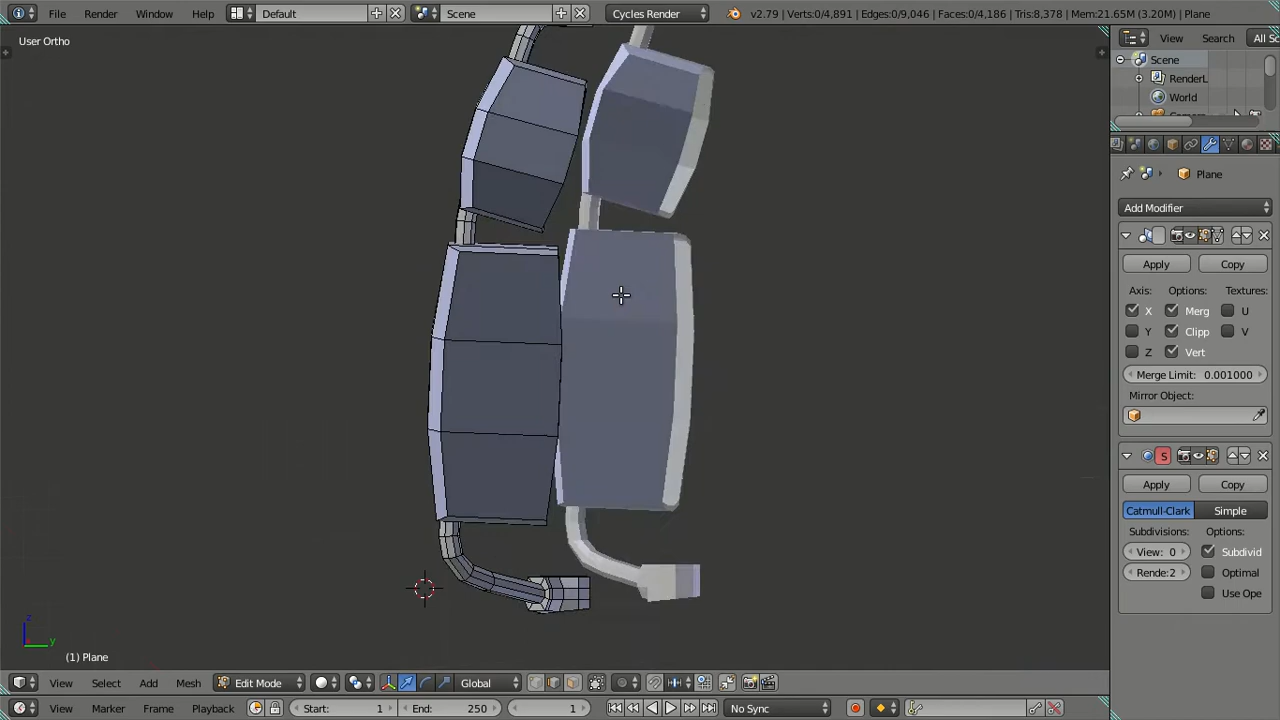 File Render Window Help Default Scene Cycles Render v2.79 | Verts:0/4,891 | Edges:0/9,046 | Faces:0/4,186 | Tris:8,378 | Mem:21.65M (3.20M) | Plane
User Ortho
View Search All Sc
Scene
RenderL
World
Plane
Add Modifier
Apply Copy
Axis: Options: Textures:
X Merg U
Y Clipp V
Z Vert
Merge Limit: 0.001000
Mirror Object:
S
Apply Copy
Catmull-Clark Simple
Subdivisions: Options:
View: 0 Subdivid
Rende:2 Optimal
Use Ope
z
y
(1) Plane
View Select Add Mesh Edit Mode Global
View Marker Frame Playback Start: 1 End: 250 1 No Sync